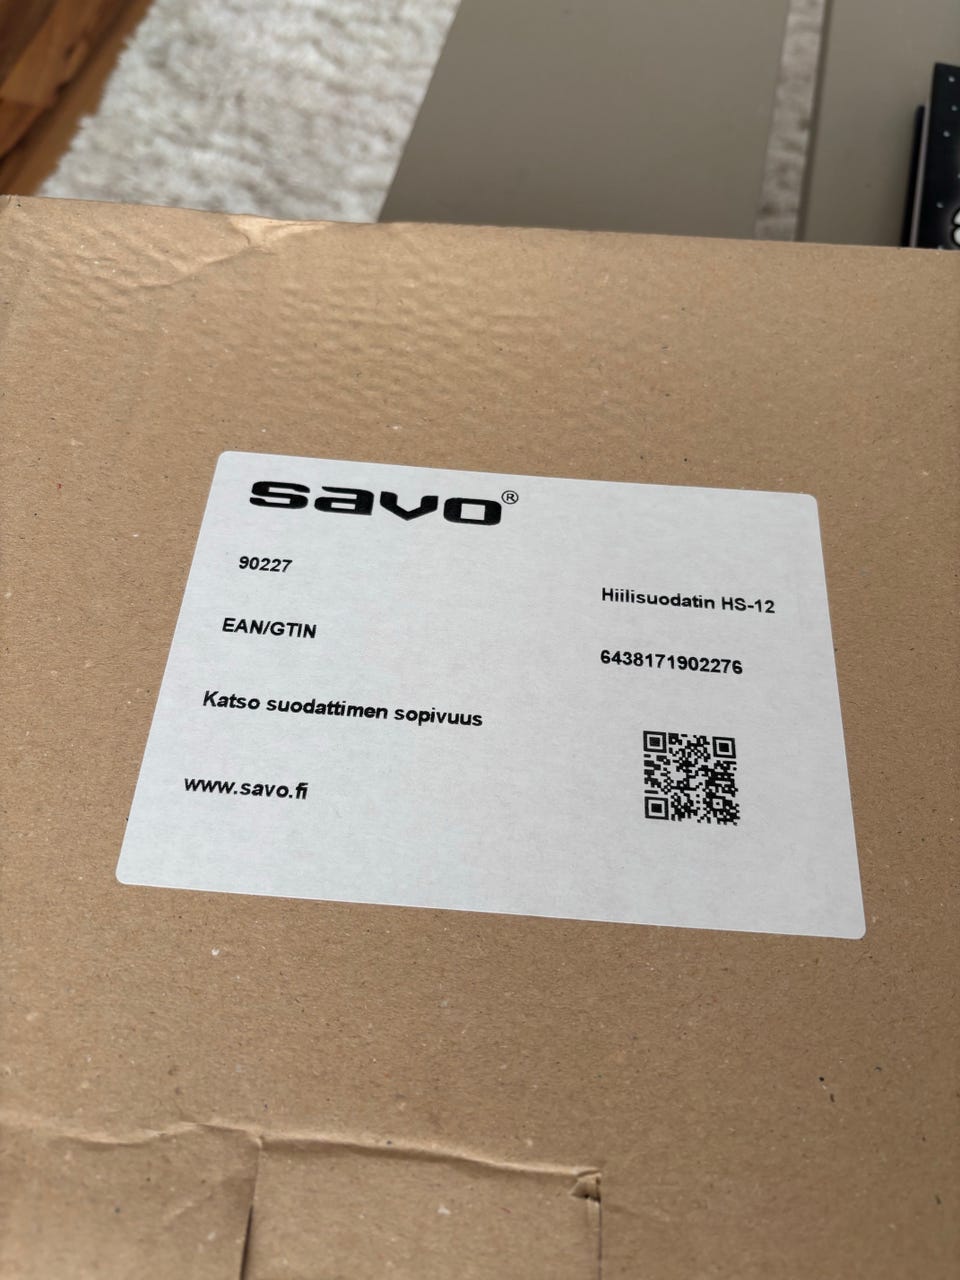 savo®
90227
Hiilisuodatin HS-12
EAN/GTIN
6438171902276
Katso suodattimen sopivuus
www.savo.fi